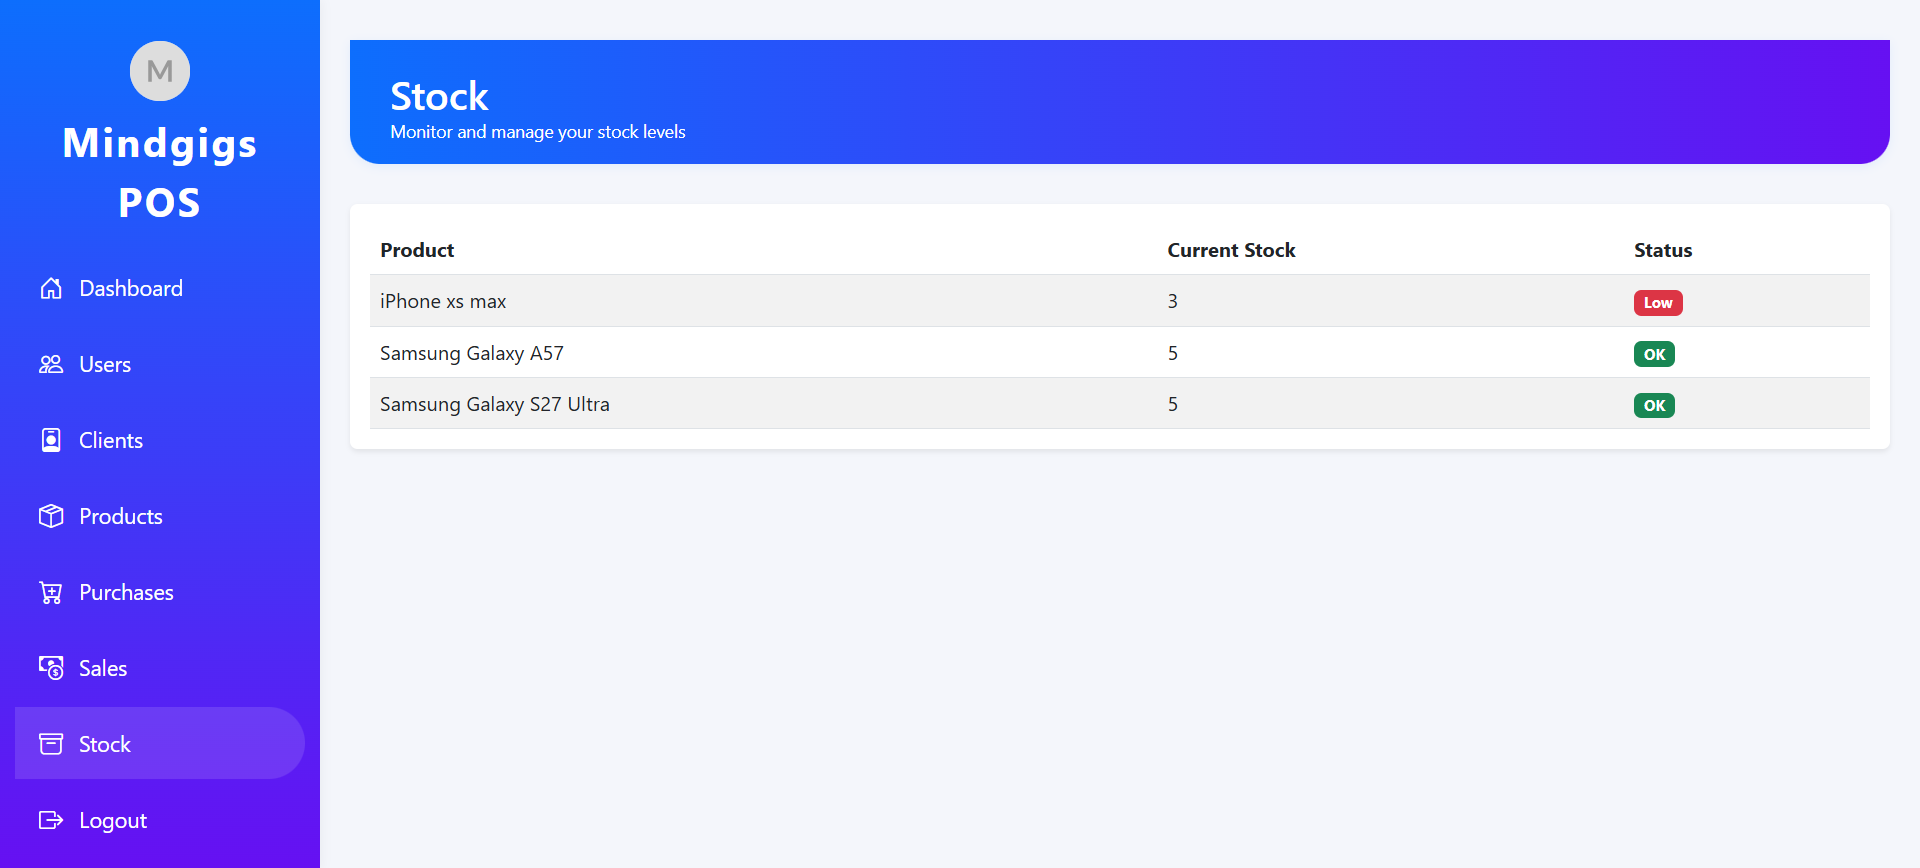 M
Mindgigs
POS
Dashboard
Users
Clients
Products
Purchases
Sales
Stock
Logout
Stock
Monitor and manage your stock levels
Product Current Stock Status
iPhone xs max 3 Low
Samsung Galaxy A57 5 OK
Samsung Galaxy S27 Ultra 5 OK